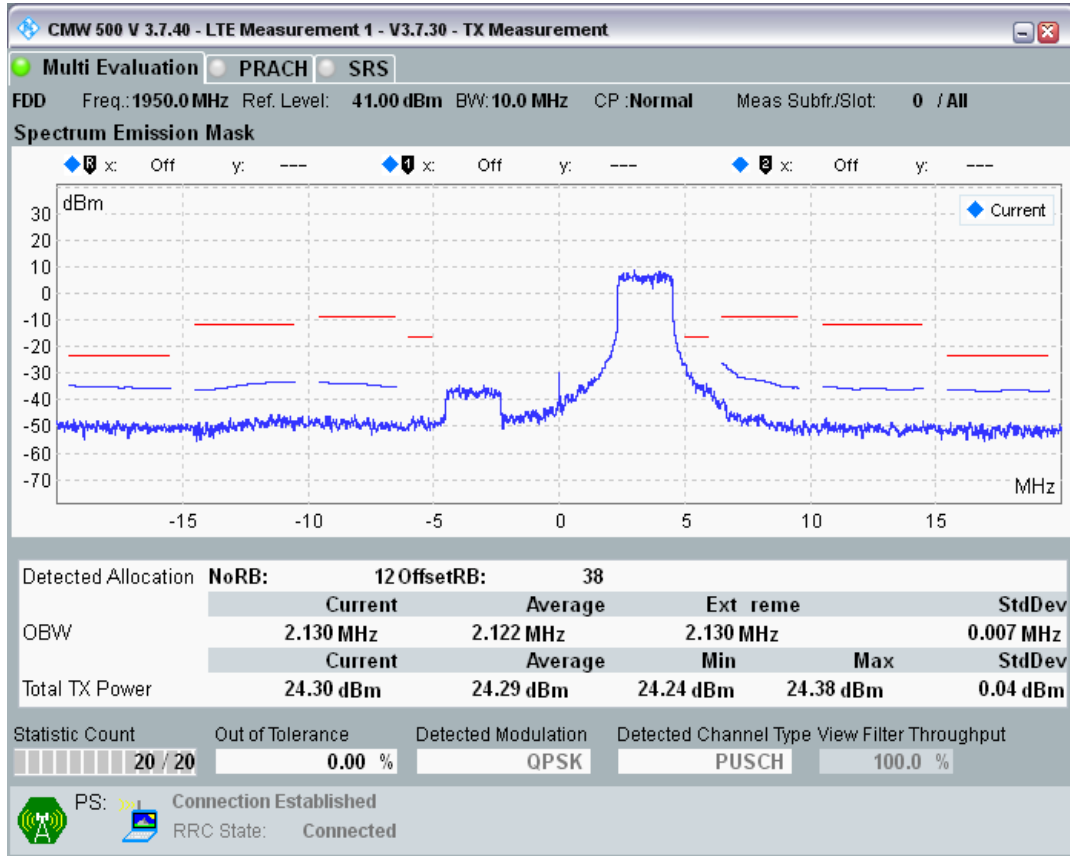 CMW 500 V 3.7.40 - LTE Measurement 1 - V3.7.30 - TX Measurement
Multi Evaluation PRACH SRS
FDD Freq.: 1950.0 MHz Ref. Level: 41.00 dBm BW: 10.0 MHz CP : Normal Meas Subfr./Slot: 0 / All
Spectrum Emission Mask
R x: Off y: --- 1 x: Off y: --- 2 x: Off y: ---
dBm
Current
30
20
10
0
-10
-20
-30
-40
-50
-60
-70
MHz
-15 -10 -5 0 5 10 15
Detected Allocation NoRB: 12 OffsetRB: 38
Current Average Ext reme StdDev
OBW 2.130 MHz 2.122 MHz 2.130 MHz 0.007 MHz
Current Average Min Max StdDev
Total TX Power 24.30 dBm 24.29 dBm 24.24 dBm 24.38 dBm 0.04 dBm
Statistic Count Out of Tolerance Detected Modulation Detected Channel Type View Filter Throughput
20 / 20 0.00 % QPSK PUSCH 100.0 %
PS: Connection Established
RRC State: Connected